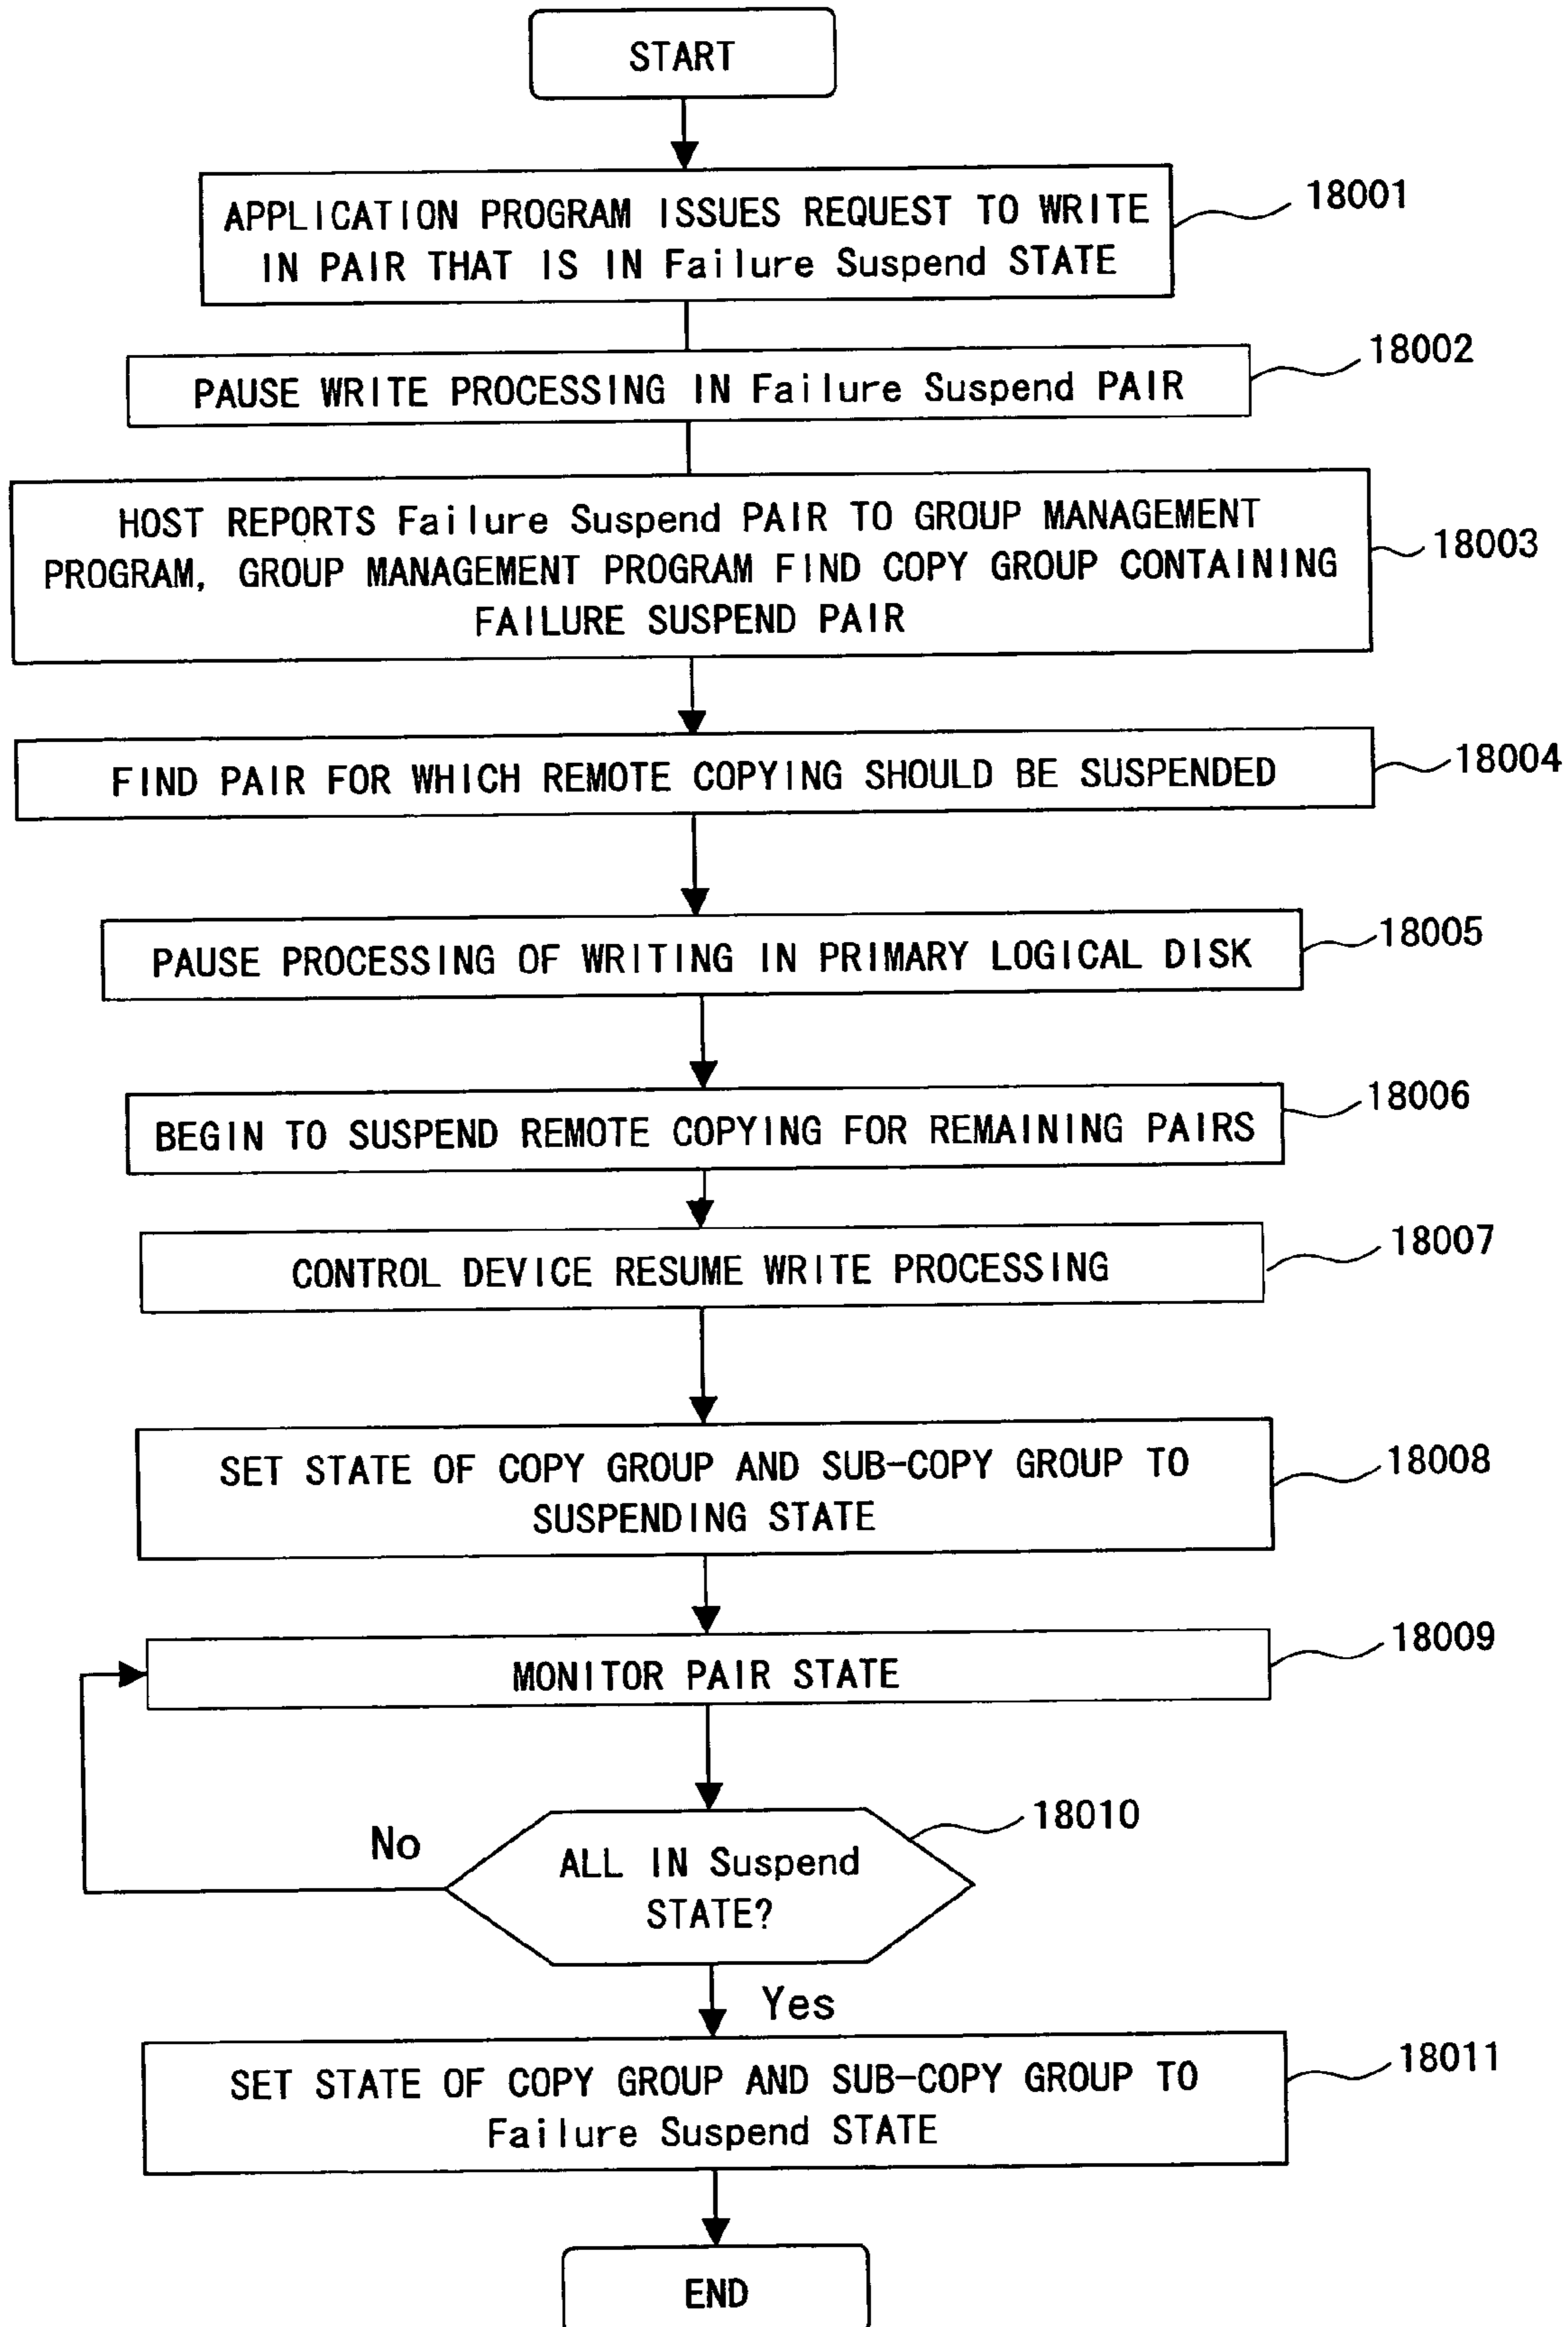 START
APPLICATION PROGRAM ISSUES REQUEST TO WRITE
IN PAIR THAT IS IN Failure Suspend STATE
18001
PAUSE WRITE PROCESSING IN Failure Suspend PAIR
18002
HOST REPORTS Failure Suspend PAIR TO GROUP MANAGEMENT
PROGRAM, GROUP MANAGEMENT PROGRAM FIND COPY GROUP CONTAINING
FAILURE SUSPEND PAIR
18003
FIND PAIR FOR WHICH REMOTE COPYING SHOULD BE SUSPENDED
18004
PAUSE PROCESSING OF WRITING IN PRIMARY LOGICAL DISK
18005
BEGIN TO SUSPEND REMOTE COPYING FOR REMAINING PAIRS
18006
CONTROL DEVICE RESUME WRITE PROCESSING
18007
SET STATE OF COPY GROUP AND SUB-COPY GROUP TO
SUSPENDING STATE
18008
MONITOR PAIR STATE
18009
No
ALL IN Suspend
STATE?
18010
Yes
SET STATE OF COPY GROUP AND SUB-COPY GROUP TO
Failure Suspend STATE
18011
END